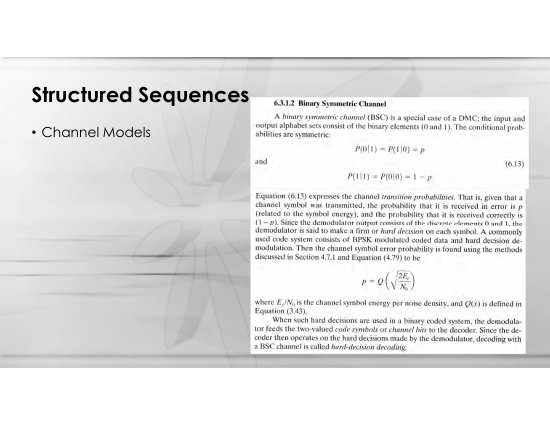 Structured Sequences
• Channel Models
6.3.1.2 Binary Symmetric Channel
A binary symmetric channel (BSC) is a special case of a DMC; the input and
output alphabet sets consist of the binary elements (0 and 1). The conditional prob-
abilities are symmetric:
P(0|1) = P(1|0) = p
and
(6.13)
P(1|1) = P(0|0) = 1 − p
Equation (6.13) expresses the channel transition probabilities. That is, given that a
channel symbol was transmitted, the probability that it is received in error is p
(related to the symbol energy), and the probability that it is received correctly is
(1 − p). Since the demodulator output consists of the discrete elements 0 and 1, the
demodulator is said to make a firm or hard decision on each symbol. A commonly
used code system consists of BPSK modulated coded data and hard decision de-
modulation. Then the channel symbol error probability is found using the methods
discussed in Section 4.7.1 and Equation (4.79) to be
p = Q(√(2E_c/N_0))
where E_c/N_0 is the channel symbol energy per noise density, and Q(x) is defined in
Equation (3.43).
When such hard decisions are used in a binary coded system, the demodula-
tor feeds the two-valued code symbols or channel bits to the decoder. Since the de-
coder then operates on the hard decisions made by the demodulator, decoding with
a BSC channel is called hard-decision decoding.